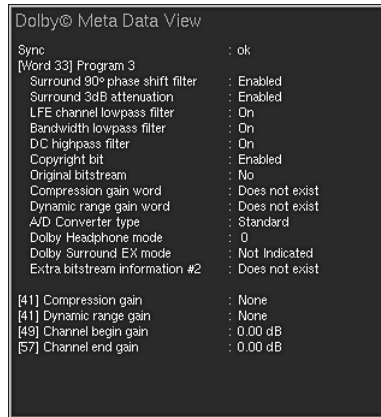 Dolby© Meta Data View
Sync : ok
[Word 33] Program 3
Surround 90º phase shift filter : Enabled
Surround 3dB attenuation : Enabled
LFE channel lowpass filter : On
Bandwidth lowpass filter : On
DC highpass filter : On
Copyright bit : Enabled
Original bitstream : No
Compression gain word : Does not exist
Dynamic range gain word : Does not exist
A/D Converter type : Standard
Dolby Headphone mode : 0
Dolby Surround EX mode : Not Indicated
Extra bitstream information #2 : Does not exist
[41] Compression gain : None
[41] Dynamic range gain : None
[49] Channel begin gain : 0.00 dB
[57] Channel end gain : 0.00 dB